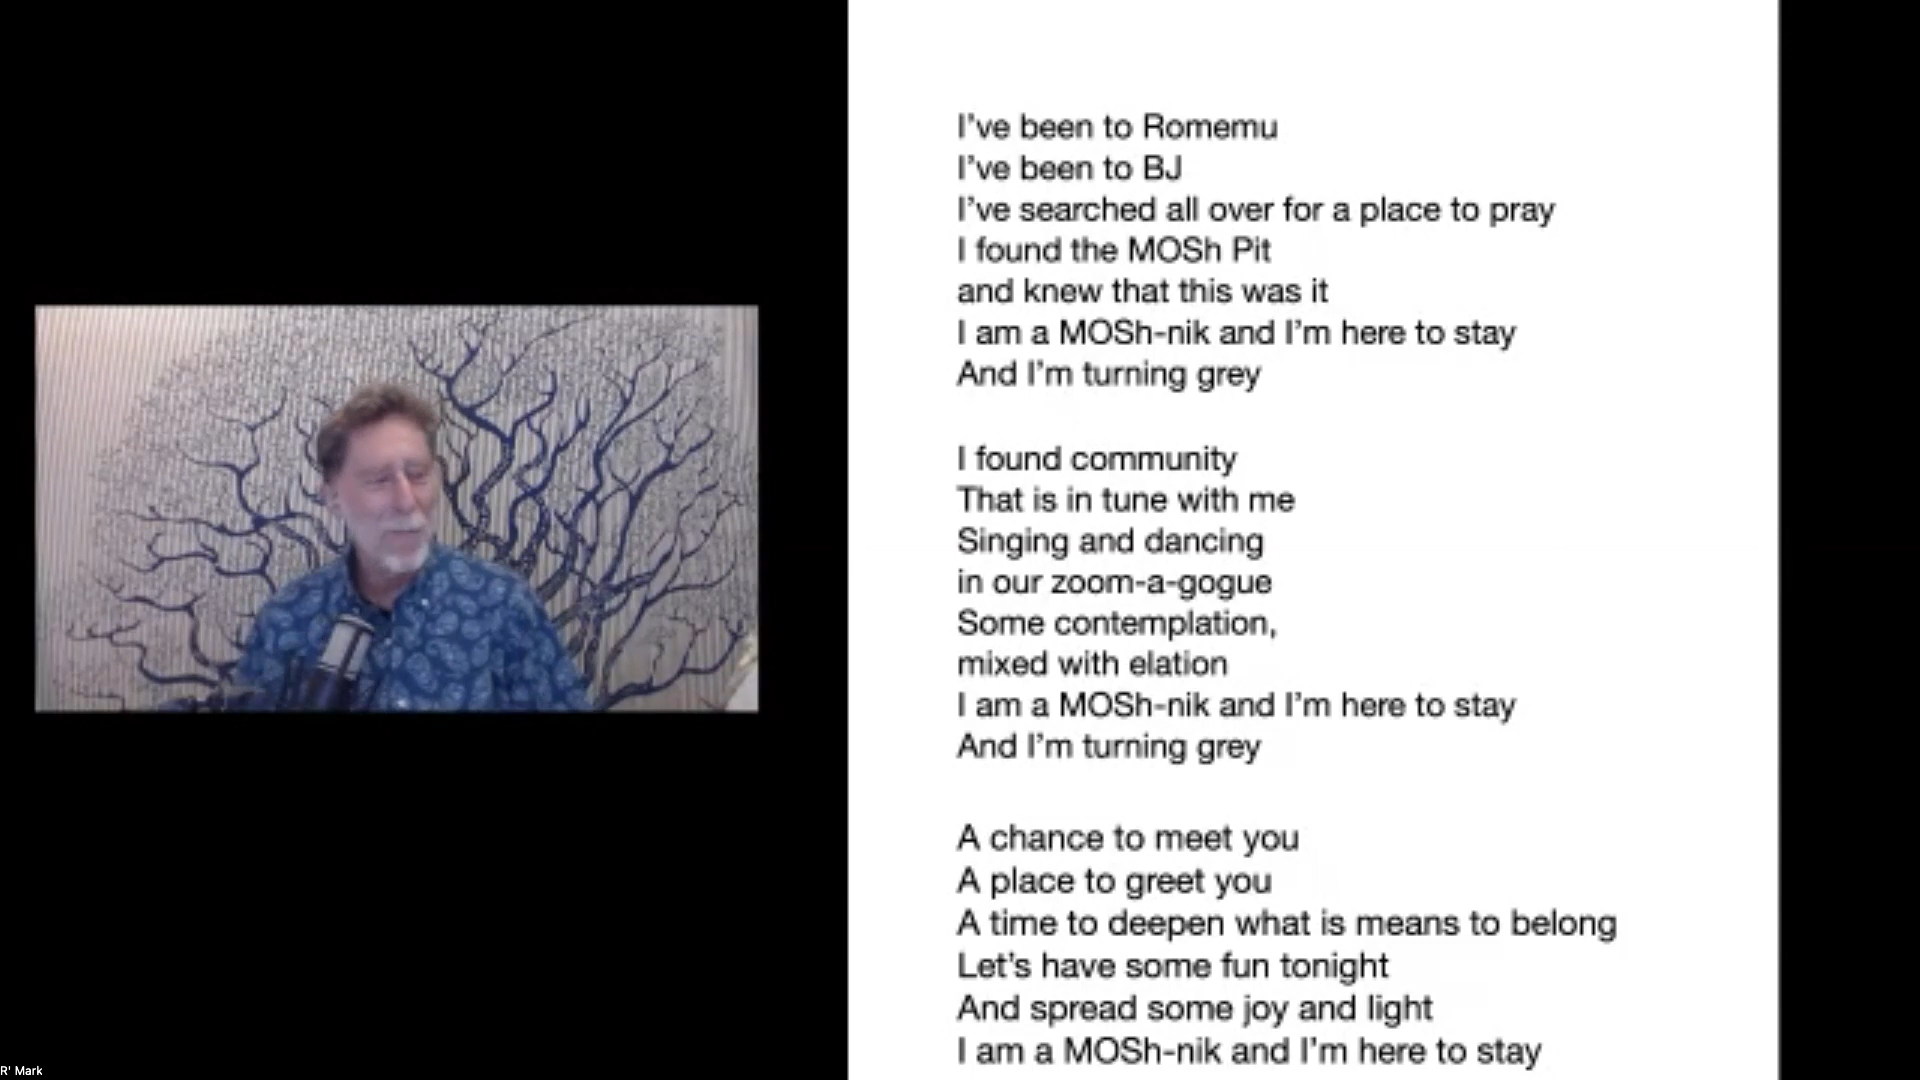 I've been to Romemu
I've been to BJ
I've searched all over for a place to pray
I found the MOSh Pit
and knew that this was it
I am a MOSh-nik and I'm here to stay
And I'm turning grey
I found community
That is in tune with me
Singing and dancing
in our zoom-a-gogue
Some contemplation,
mixed with elation
I am a MOSh-nik and I'm here to stay
And I'm turning grey
A chance to meet you
A place to greet you
A time to deepen what is means to belong
Let's have some fun tonight
And spread some joy and light
I am a MOSh-nik and I'm here to stay
R' Mark